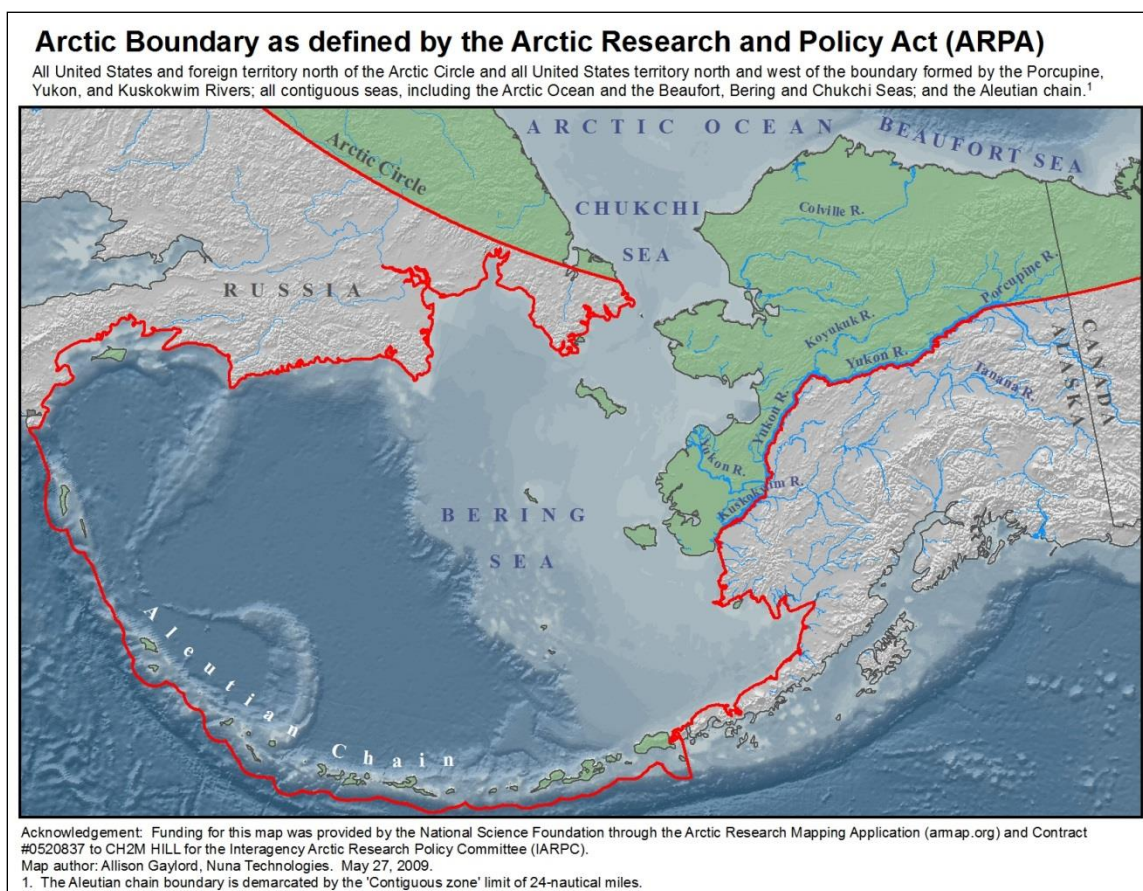 Arctic Boundary as defined by the Arctic Research and Policy Act (ARPA)
All United States and foreign territory north of the Arctic Circle and all United States territory north and west of the boundary formed by the Porcupine,
Yukon, and Kuskokwim Rivers; all contiguous seas, including the Arctic Ocean and the Beaufort, Bering and Chukchi Seas; and the Aleutian chain.1
ARCTIC OCEAN
BEAUFORT SEA
Arctic Circle
CHUKCHI
SEA
Colville R.
RUSSIA
Porcupine R.
Koyukuk R.
Yukon R.
ALASKA
CANADA
Tanana R.
Yukon R.
Yukon R.
Kuskokwim R.
BERING
SEA
Aleutian
Chain
Acknowledgement: Funding for this map was provided by the National Science Foundation through the Arctic Research Mapping Application (armap.org) and Contract
#0520837 to CH2M HILL for the Interagency Arctic Research Policy Committee (IARPC).
Map author: Allison Gaylord, Nuna Technologies. May 27, 2009.
1. The Aleutian chain boundary is demarcated by the 'Contiguous zone' limit of 24-nautical miles.